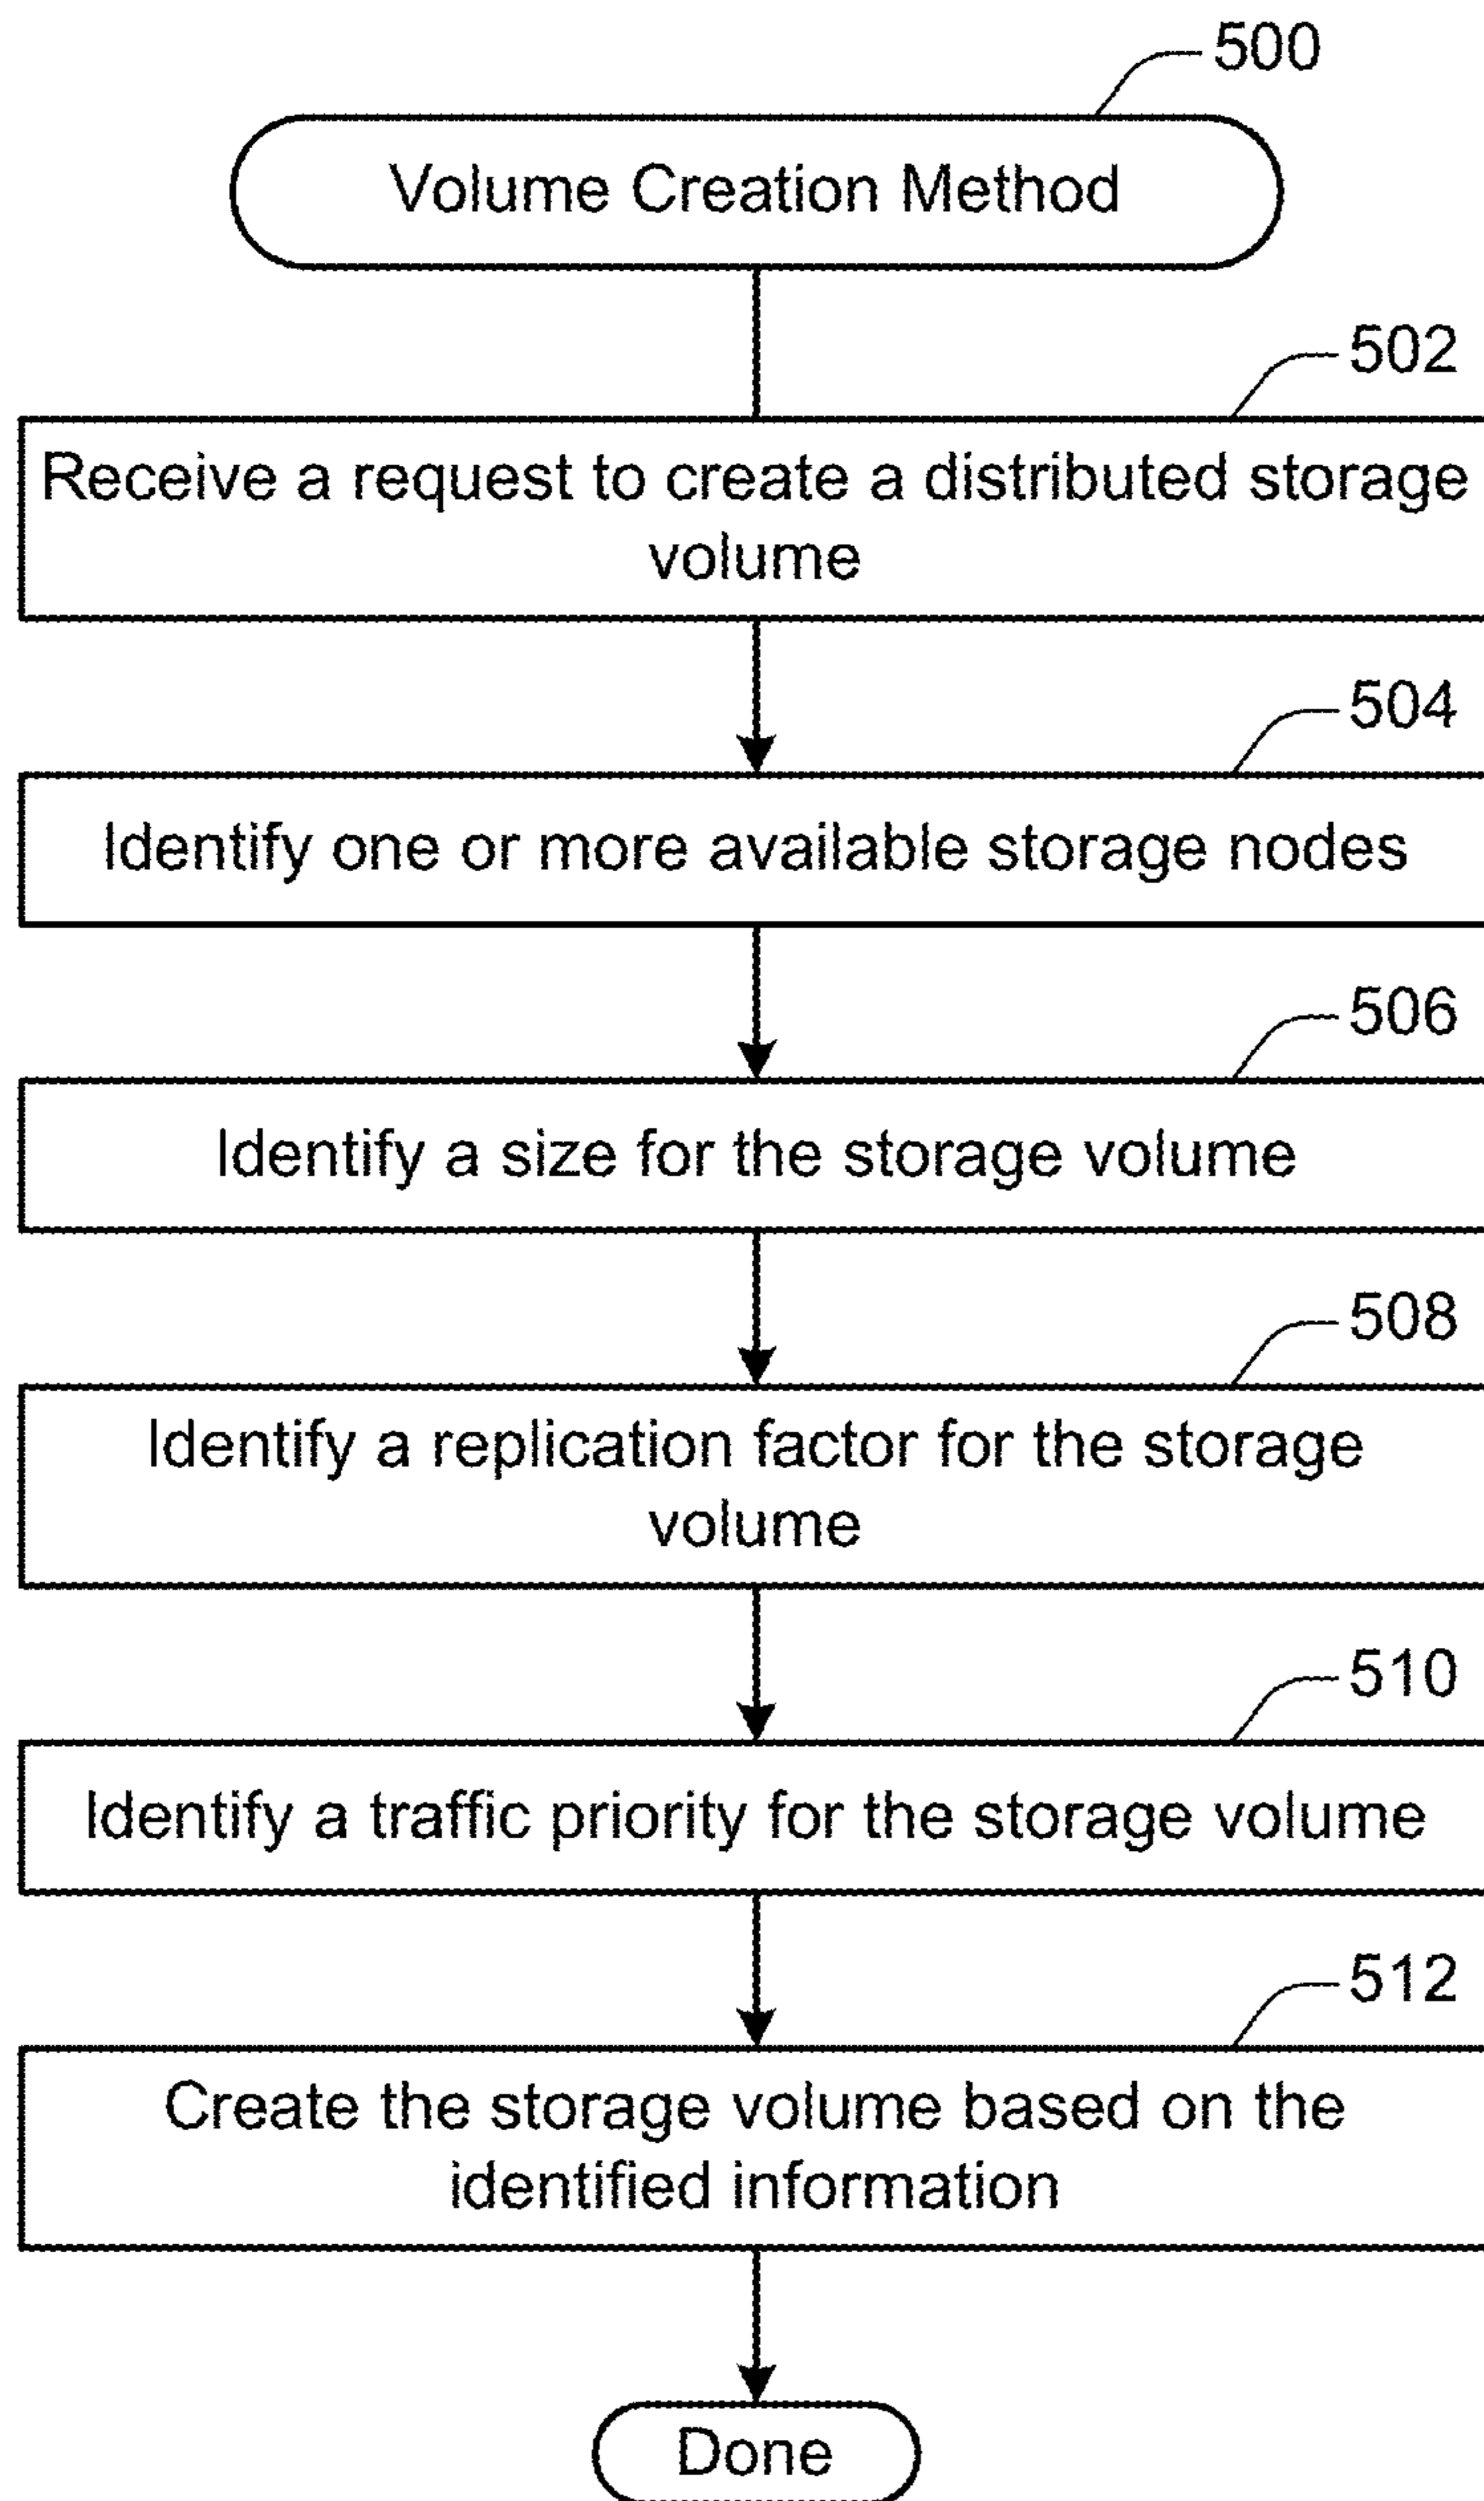 500
Volume Creation Method
502
Receive a request to create a distributed storage
volume
504
Identify one or more available storage nodes
506
Identify a size for the storage volume
508
Identify a replication factor for the storage
volume
510
Identify a traffic priority for the storage volume
512
Create the storage volume based on the
identified information
Done